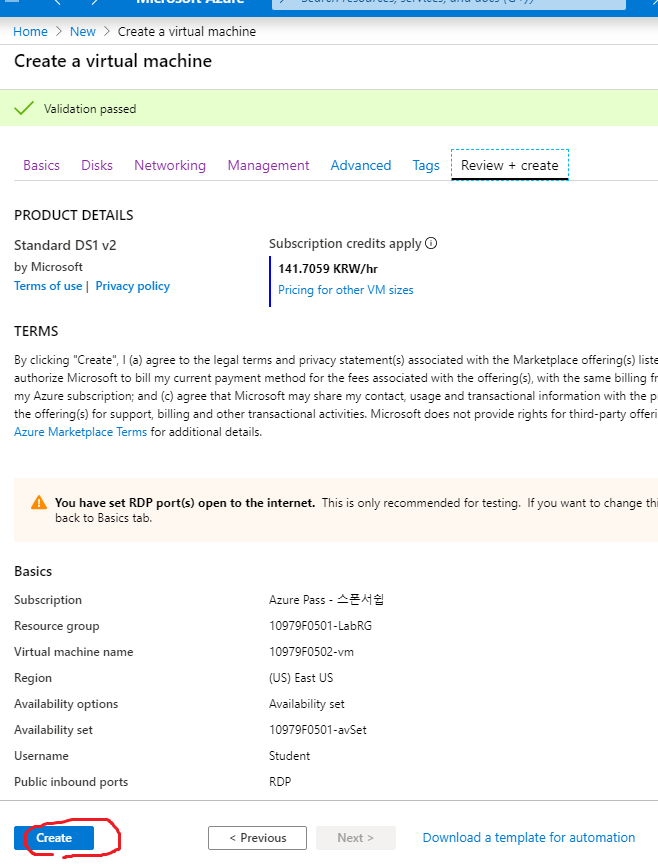 Microsoft Azure
Search resources, services, and docs (G+/)
Home > New > Create a virtual machine
Create a virtual machine
Validation passed
Basics Disks Networking Management Advanced Tags Review + create
PRODUCT DETAILS
Standard DS1 v2
by Microsoft
Terms of use | Privacy policy
Subscription credits apply
141.7059 KRW/hr
Pricing for other VM sizes
TERMS
By clicking "Create", I (a) agree to the legal terms and privacy statement(s) associated with the Marketplace offering(s) liste
authorize Microsoft to bill my current payment method for the fees associated with the offering(s), with the same billing fr
my Azure subscription; and (c) agree that Microsoft may share my contact, usage and transactional information with the p
the offering(s) for support, billing and other transactional activities. Microsoft does not provide rights for third-party offeri
Azure Marketplace Terms for additional details.
You have set RDP port(s) open to the internet. This is only recommended for testing. If you want to change thi
back to Basics tab.
Basics
Subscription Azure Pass - 스폰서쉽
Resource group 10979F0501-LabRG
Virtual machine name 10979F0502-vm
Region (US) East US
Availability options Availability set
Availability set 10979F0501-avSet
Username Student
Public inbound ports RDP
Create < Previous Next > Download a template for automation